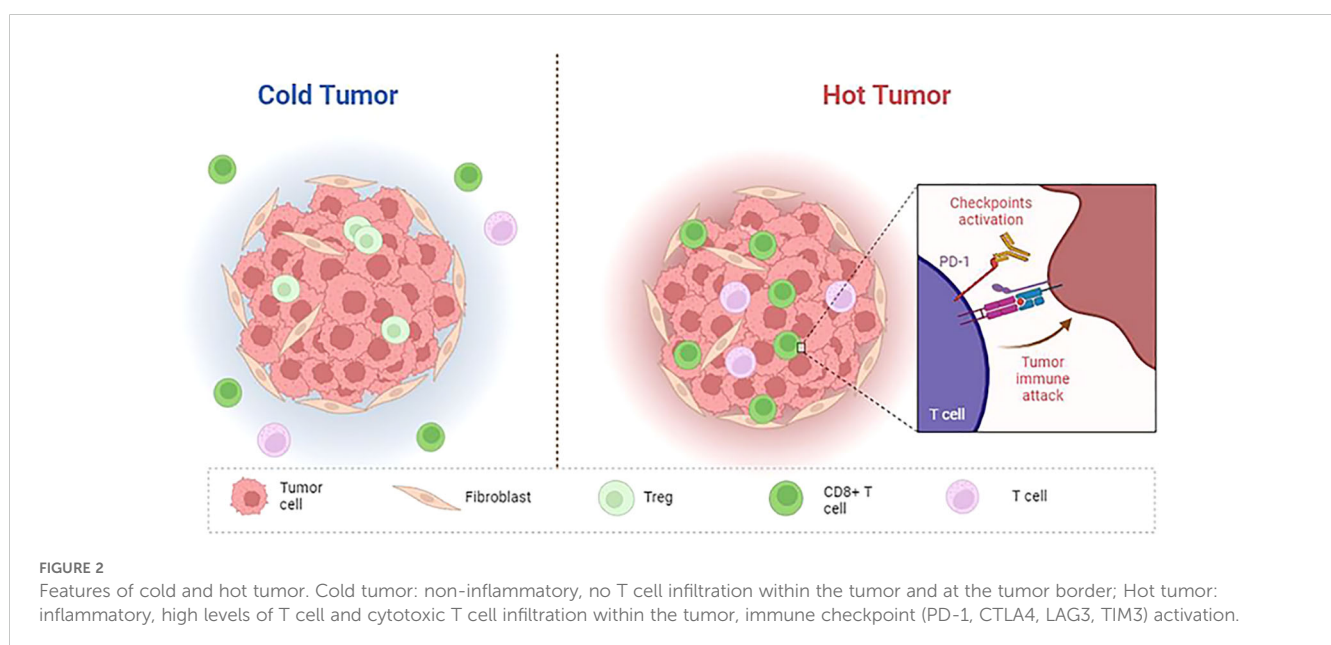 Cold Tumor
Hot Tumor
Checkpoints
activation
PD-1
Tumor
immune
attack
T cell
Tumor
cell
Fibroblast
Treg
CD8+ T
cell
T cell
FIGURE 2
Features of cold and hot tumor. Cold tumor: non-inflammatory, no T cell infiltration within the tumor and at the tumor border; Hot tumor:
inflammatory, high levels of T cell and cytotoxic T cell infiltration within the tumor, immune checkpoint (PD-1, CTLA4, LAG3, TIM3) activation.